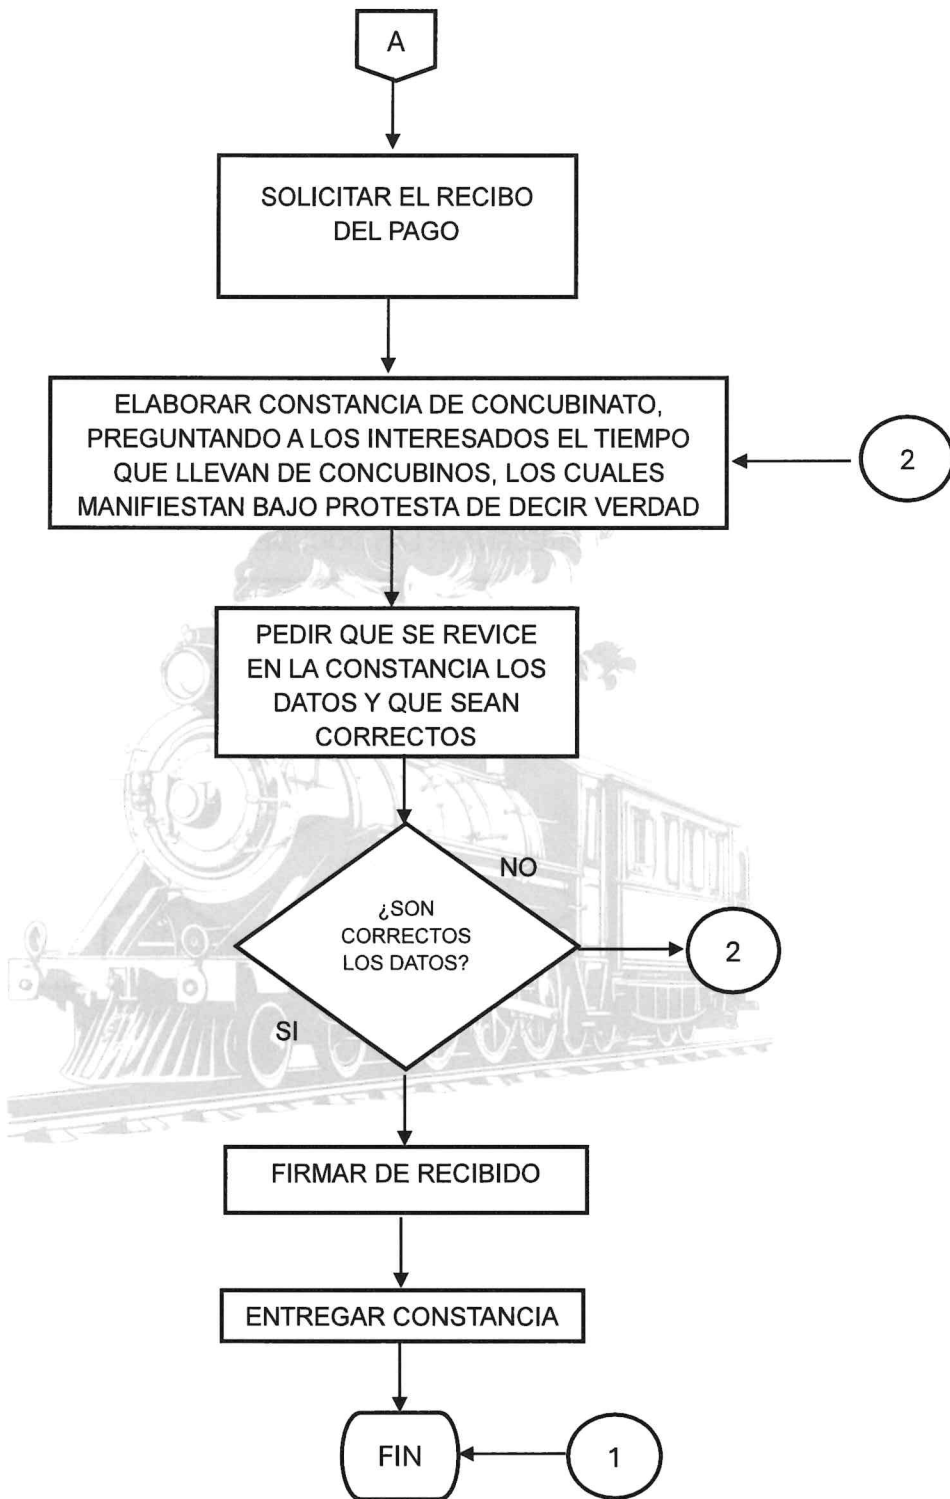 A
SOLICITAR EL RECIBO
DEL PAGO
ELABORAR CONSTANCIA DE CONCUBINATO,
PREGUNTANDO A LOS INTERESADOS EL TIEMPO
QUE LLEVAN DE CONCUBINOS, LOS CUALES
MANIFIESTAN BAJO PROTESTA DE DECIR VERDAD
2
PEDIR QUE SE REVICE
EN LA CONSTANCIA LOS
DATOS Y QUE SEAN
CORRECTOS
NO
¿SON
CORRECTOS
LOS DATOS?
2
SI
FIRMAR DE RECIBIDO
ENTREGAR CONSTANCIA
FIN
1